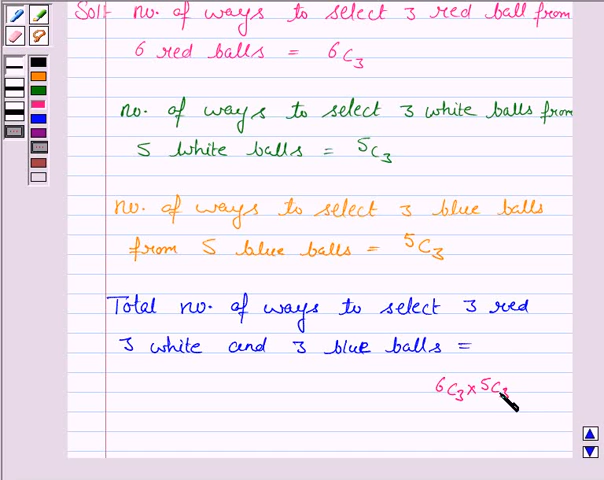 Sol:- no. of ways to select 3 red ball from
6 red balls = 6C3
no. of ways to select 3 white balls from
5 white balls = 5C3
no. of ways to select 3 blue balls
from 5 blue balls = 5C3
Total no. of ways to select 3 red
3 white and 3 blue balls =
6C3 x 5C3